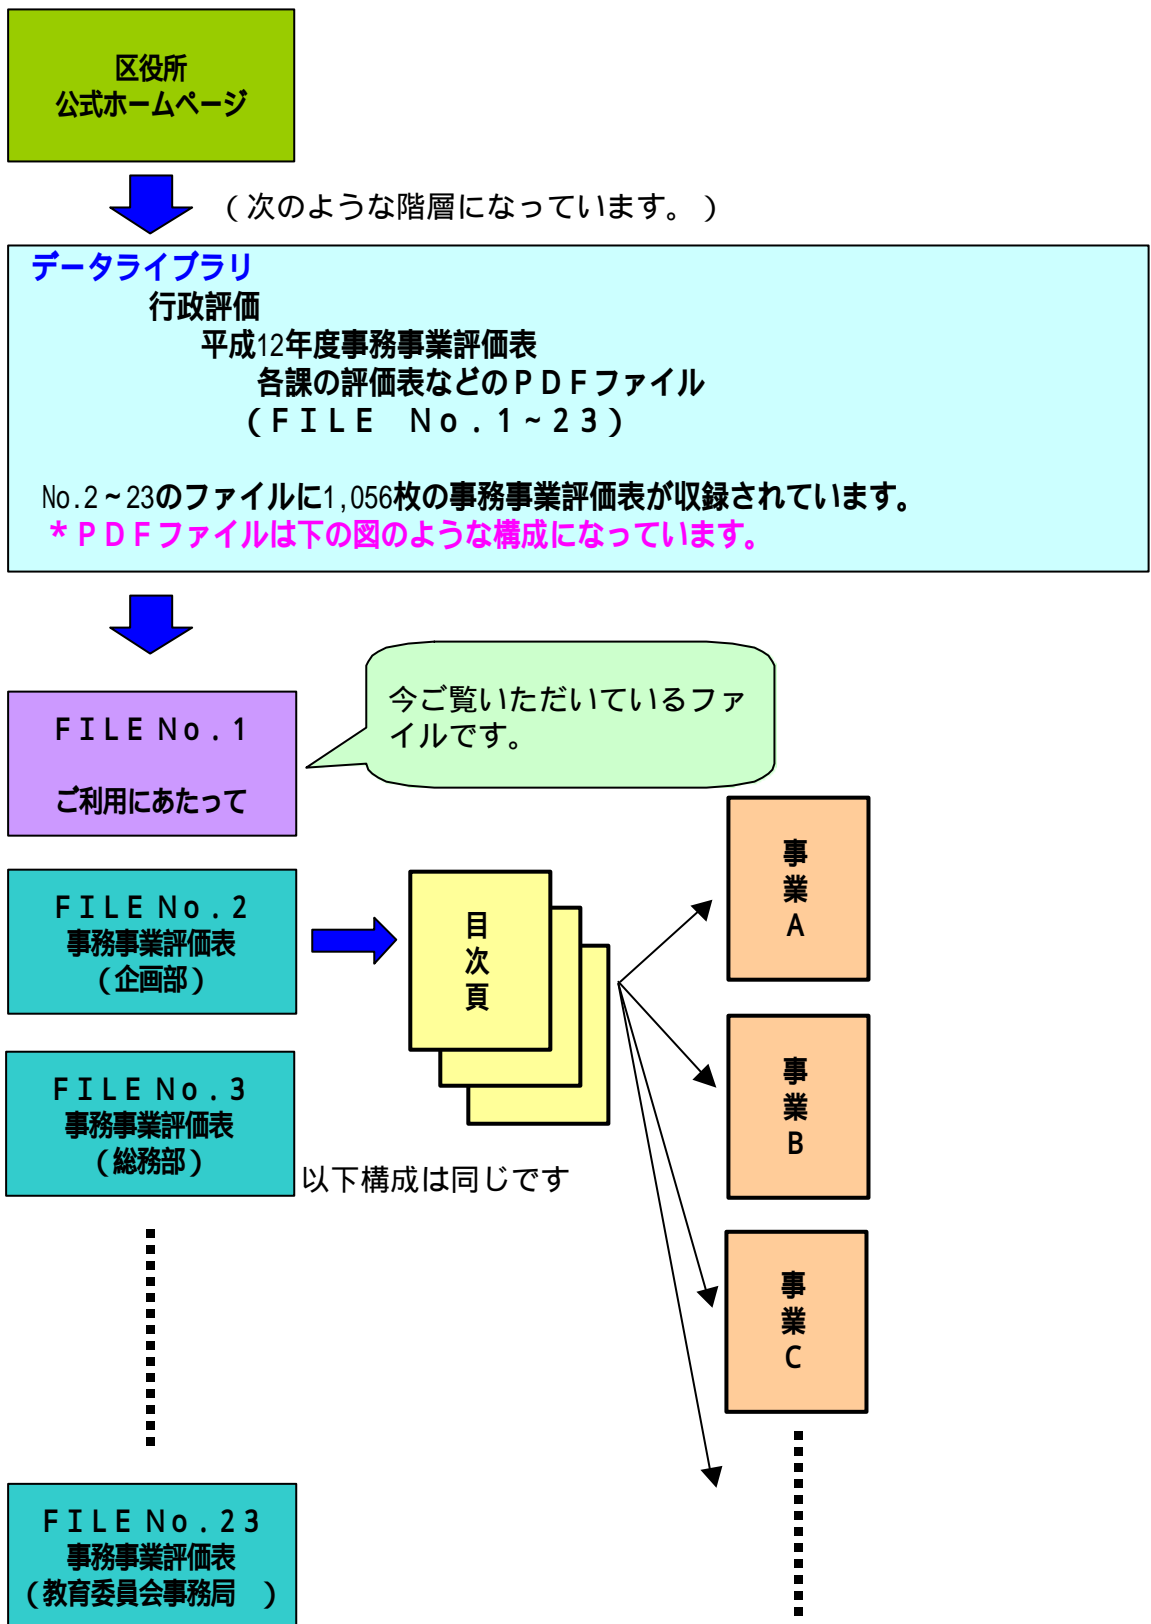 区役所
公式ホームページ
（次のような階層になっています。）
データライブラリ
行政評価
平成12年度事務事業評価表
各課の評価表などのＰＤＦファイル
（ＦＩＬＥ　Ｎｏ．１～２３）
No.2～23のファイルに1,056枚の事務事業評価表が収録されています。
＊ＰＤＦファイルは下の図のような構成になっています。
ＦＩＬＥ Ｎｏ．１
ご利用にあたって
今ご覧いただいているファ
イルです。
ＦＩＬＥ Ｎｏ．２
事務事業評価表
（企画部）
目次頁
事業Ａ
事業Ｂ
事業Ｃ
ＦＩＬＥ Ｎｏ．３
事務事業評価表
（総務部）
以下構成は同じです
ＦＩＬＥ Ｎｏ．２３
事務事業評価表
（教育委員会事務局　）